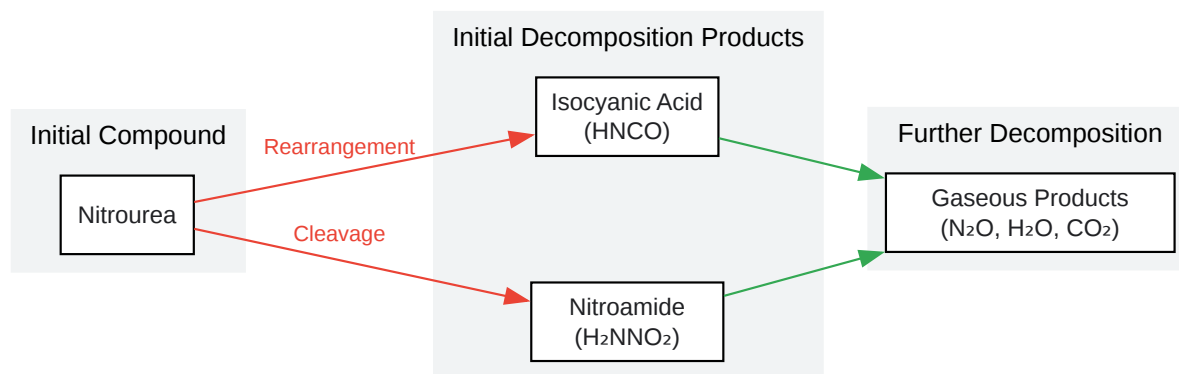 Initial Compound
Nitrourea
Rearrangement
Cleavage
Initial Decomposition Products
Isocyanic Acid
(HNCO)
Nitroamide
(H₂NNO₂)
Further Decomposition
Gaseous Products
(N₂O, H₂O, CO₂)